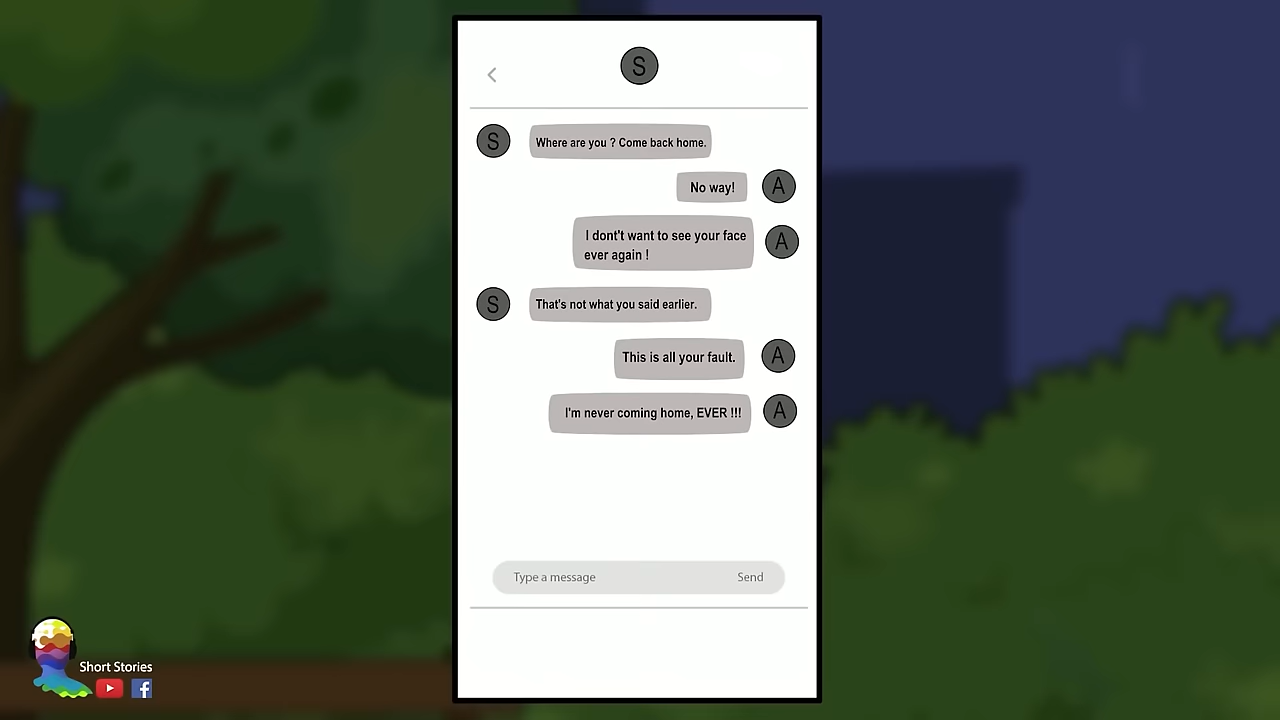 S
S
Where are you ? Come back home.
No way!
A
I dont't want to see your face
ever again !
A
S
That's not what you said earlier.
This is all your fault.
A
I'm never coming home, EVER !!!
A
Type a message
Send
Short Stories